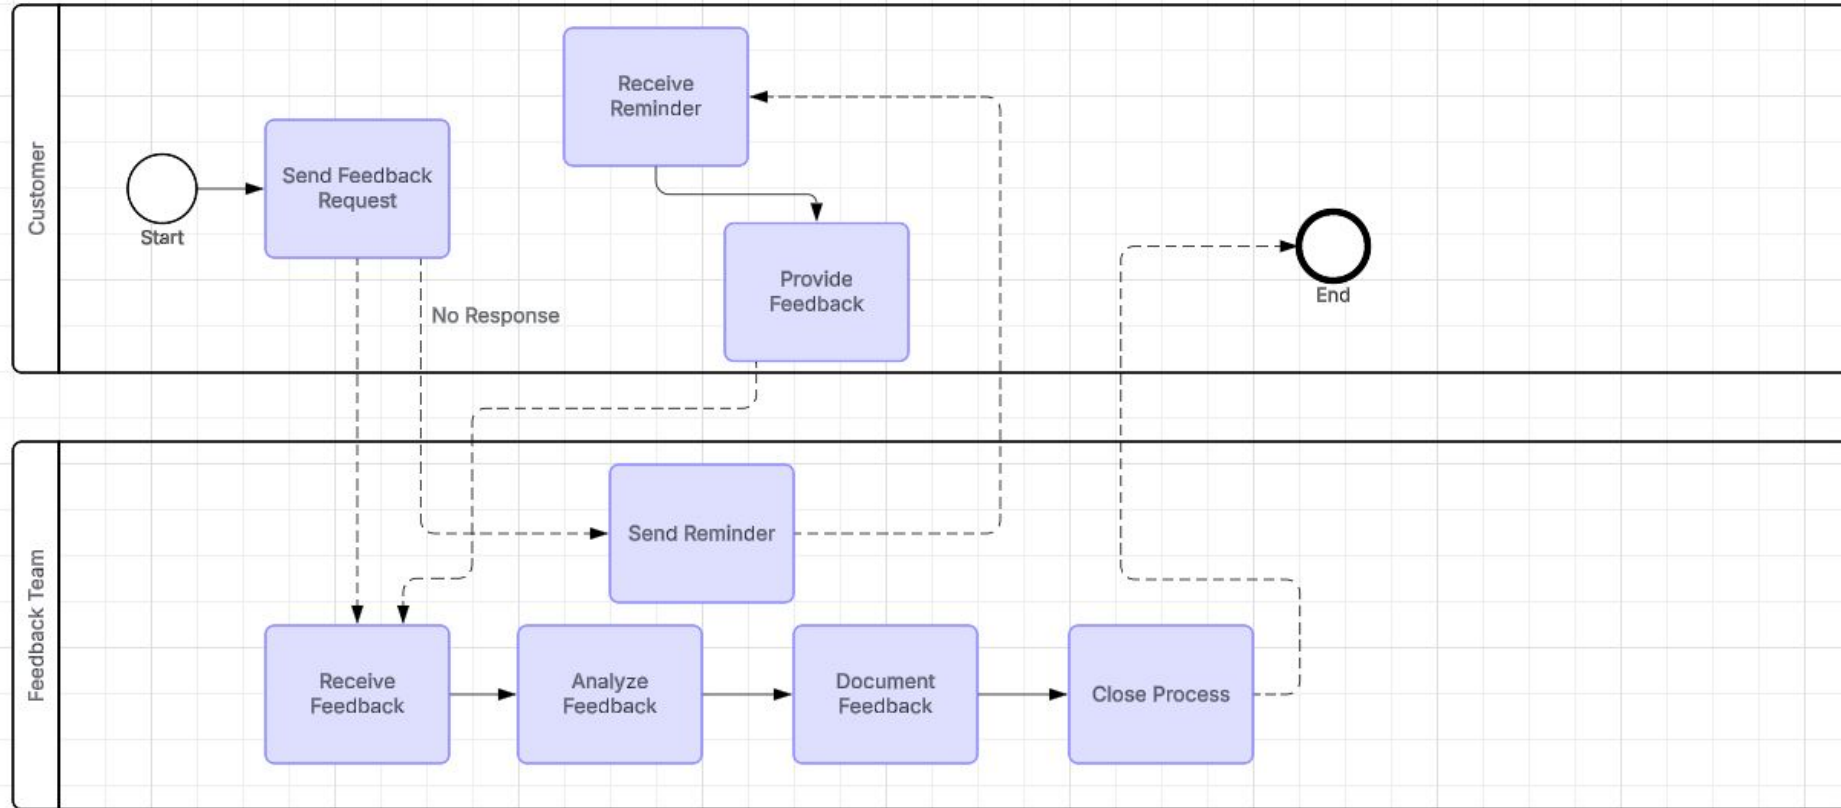 Customer
Start
Send Feedback
Request
Receive
Reminder
Provide
Feedback
No Response
End
Feedback Team
Send Reminder
Receive
Feedback
Analyze
Feedback
Document
Feedback
Close Process